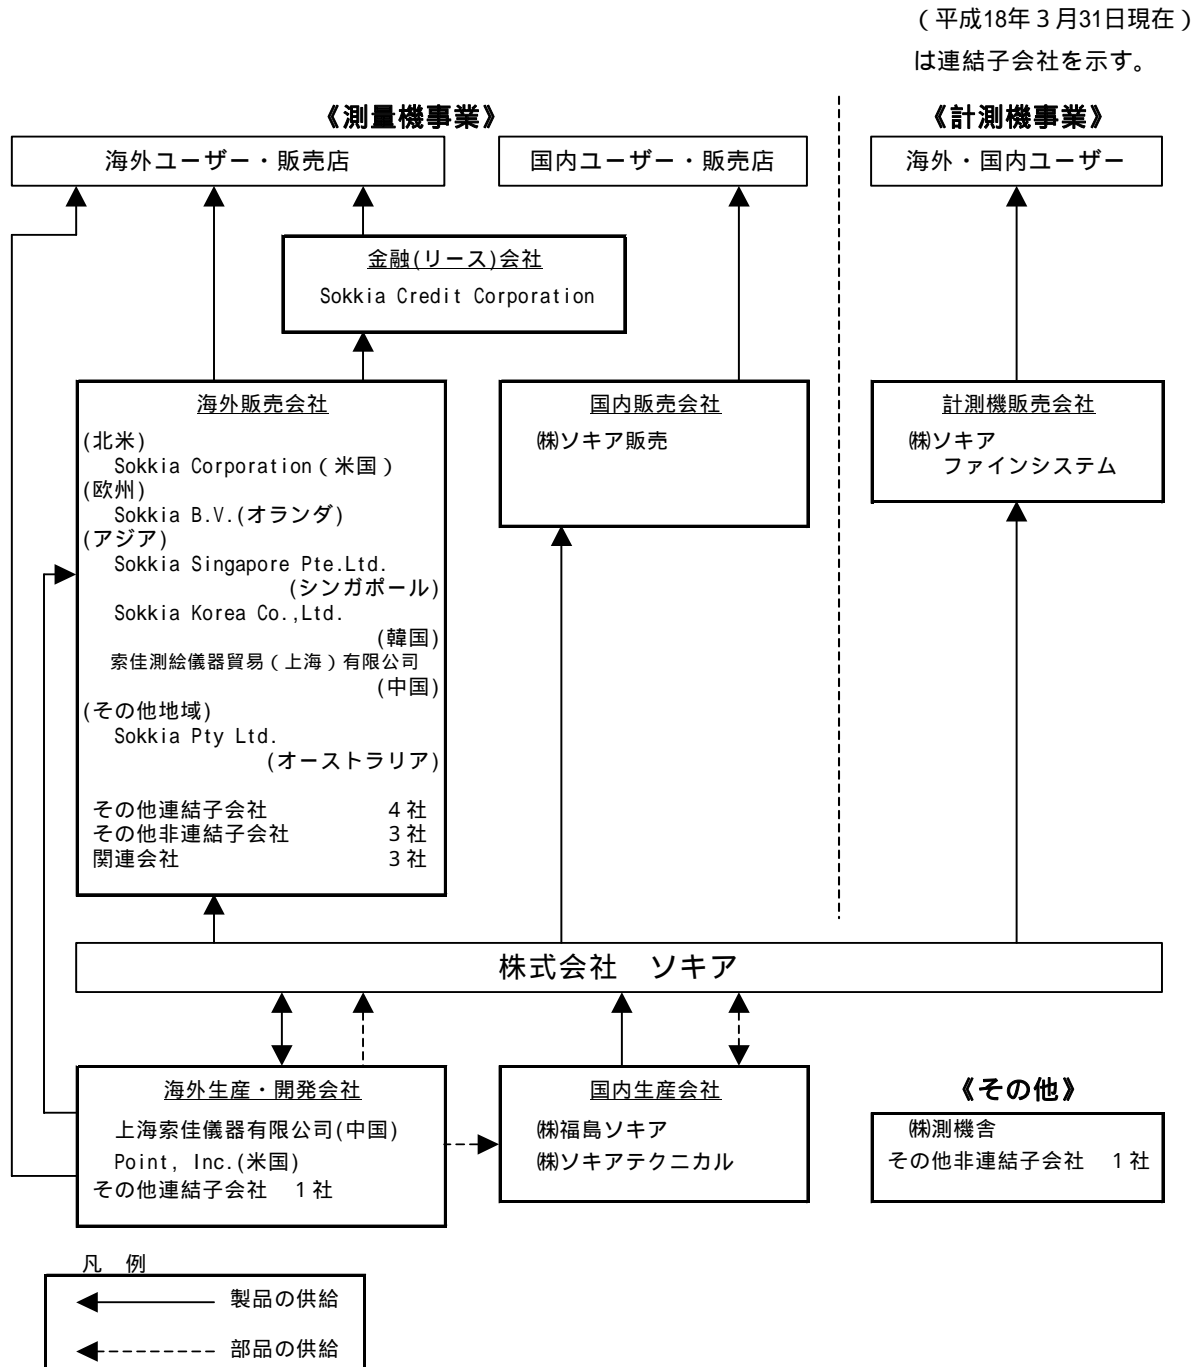 （平成18年３月31日現在）
は連結子会社を示す。
《測量機事業》
《計測機事業》
海外ユーザー・販売店
国内ユーザー・販売店
海外・国内ユーザー
金融(リース)会社
Sokkia Credit Corporation
海外販売会社
(北米)
Sokkia Corporation（米国）
(欧州)
Sokkia B.V.(オランダ)
(アジア)
Sokkia Singapore Pte.Ltd.
(シンガポール)
Sokkia Korea Co.,Ltd.
(韓国)
索佳測絵儀器貿易（上海）有限公司
(中国)
(その他地域)
Sokkia Pty Ltd.
(オーストラリア)
その他連結子会社 ４社
その他非連結子会社 ３社
関連会社 ３社
国内販売会社
㈱ソキア販売
計測機販売会社
㈱ソキア
ファインシステム
株式会社　ソキア
海外生産・開発会社
上海索佳儀器有限公司(中国)
Point, Inc.(米国)
その他連結子会社　１社
国内生産会社
㈱福島ソキア
㈱ソキアテクニカル
《その他》
㈱測機舎
その他非連結子会社　１社
凡　例
製品の供給
部品の供給